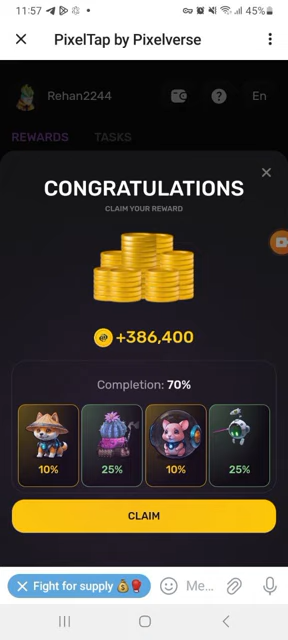 11:57
45%
PixelTap by Pixelverse
Rehan2244
En
REWARDS
TASKS
CONGRATULATIONS
CLAIM YOUR REWARD
+386,400
Completion: 70%
10%
25%
10%
25%
CLAIM
Fight for supply 💰🥊
Me...